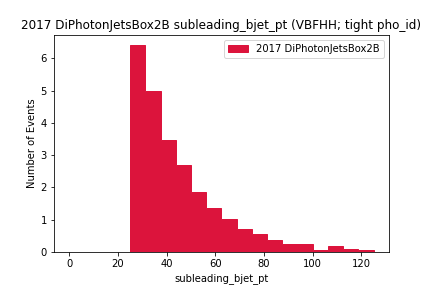 2017 DiPhotonJetsBox2B subleading_bjet_pt (VBFHH; tight pho_id)
2017 DiPhotonJetsBox2B
Number of Events
6
5
4
3
2
1
0
0 20 40 60 80 100 120
subleading_bjet_pt